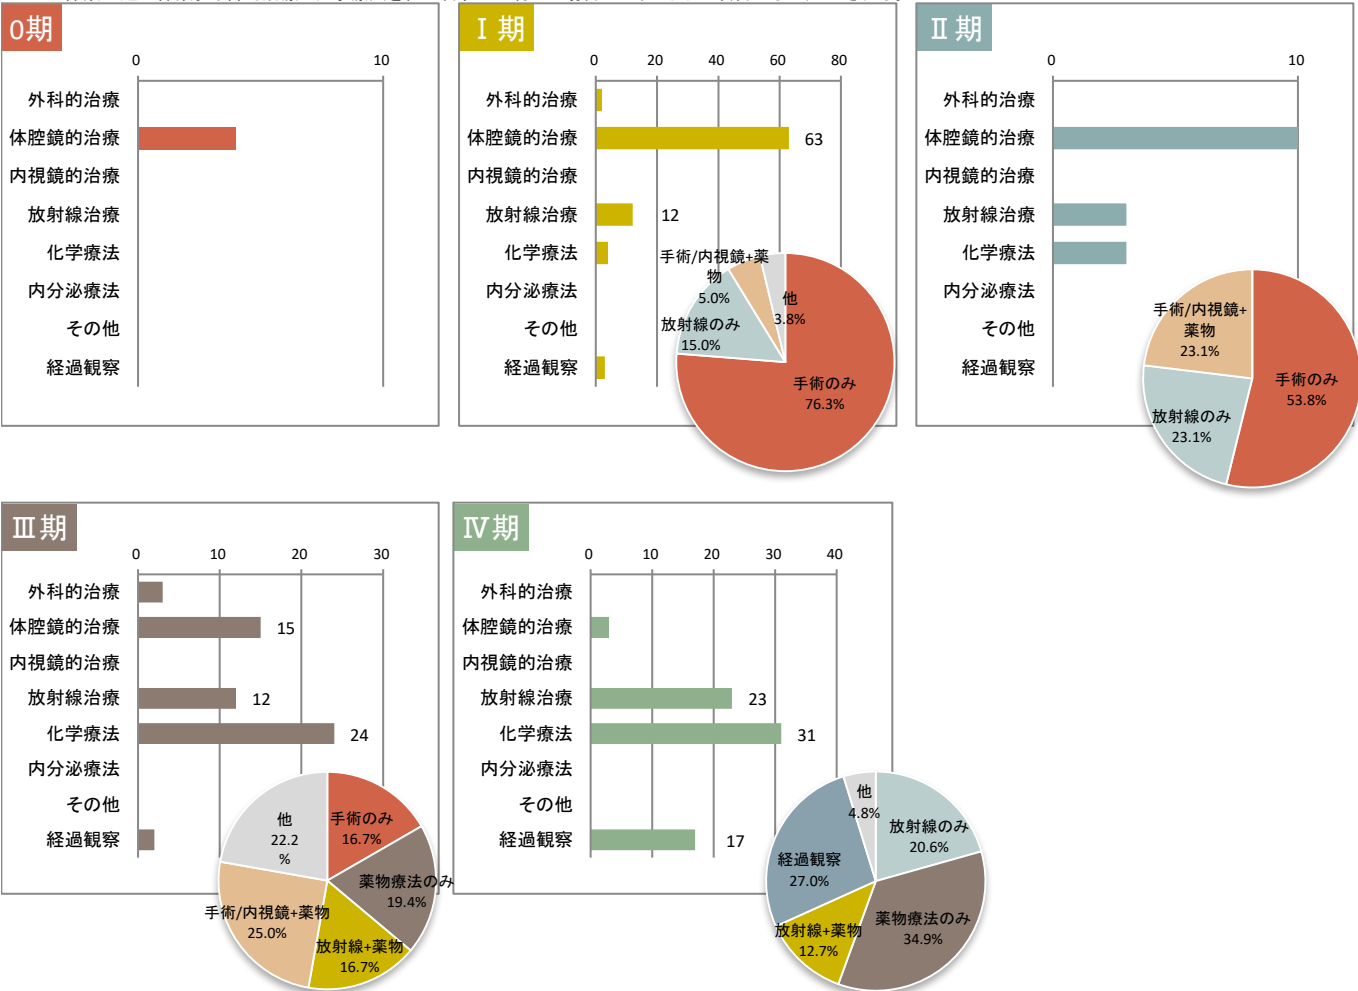 0期
0 10
外科的治療
体腔鏡的治療
内視鏡的治療
放射線治療
化学療法
内分泌療法
その他
経過観察
Ⅰ期
0 20 40 60 80
外科的治療
体腔鏡的治療 63
内視鏡的治療
放射線治療 12
化学療法
内分泌療法
その他
経過観察
手術/内視鏡+薬
物
5.0%
他
3.8%
放射線のみ
15.0%
手術のみ
76.3%
Ⅱ期
0 10
外科的治療
体腔鏡的治療
内視鏡的治療
放射線治療
化学療法
内分泌療法
その他
経過観察
手術/内視鏡+
薬物
23.1%
手術のみ
53.8%
放射線のみ
23.1%
Ⅲ期
0 10 20 30
外科的治療
体腔鏡的治療 15
内視鏡的治療
放射線治療 12
化学療法 24
内分泌療法
その他
経過観察
他
22.2
%
手術のみ
16.7%
薬物療法のみ
19.4%
手術/内視鏡+薬物
25.0%
放射線+薬物
16.7%
Ⅳ期
0 10 20 30 40
外科的治療
体腔鏡的治療
内視鏡的治療
放射線治療 23
化学療法 31
内分泌療法
その他
経過観察 17
他
4.8%
放射線のみ
20.6%
経過観察
27.0%
薬物療法のみ
34.9%
放射線+薬物
12.7%